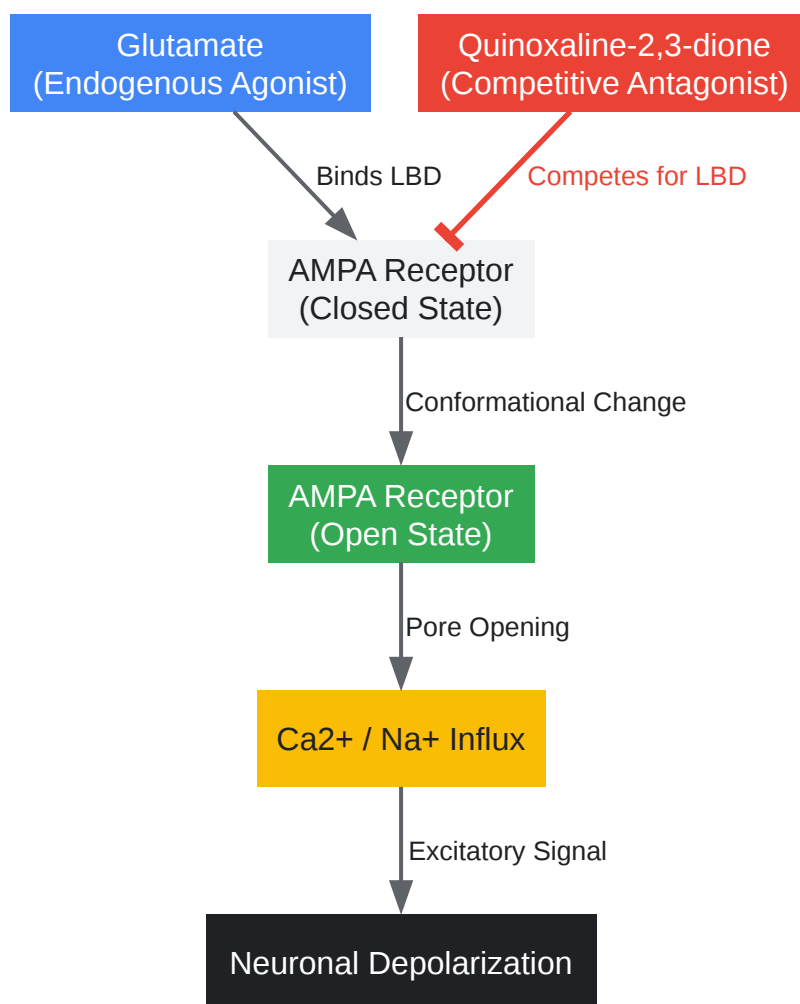 Glutamate
(Endogenous Agonist)
Quinoxaline-2,3-dione
(Competitive Antagonist)
Binds LBD
Competes for LBD
AMPA Receptor
(Closed State)
Conformational Change
AMPA Receptor
(Open State)
Pore Opening
Ca2+ / Na+ Influx
Excitatory Signal
Neuronal Depolarization